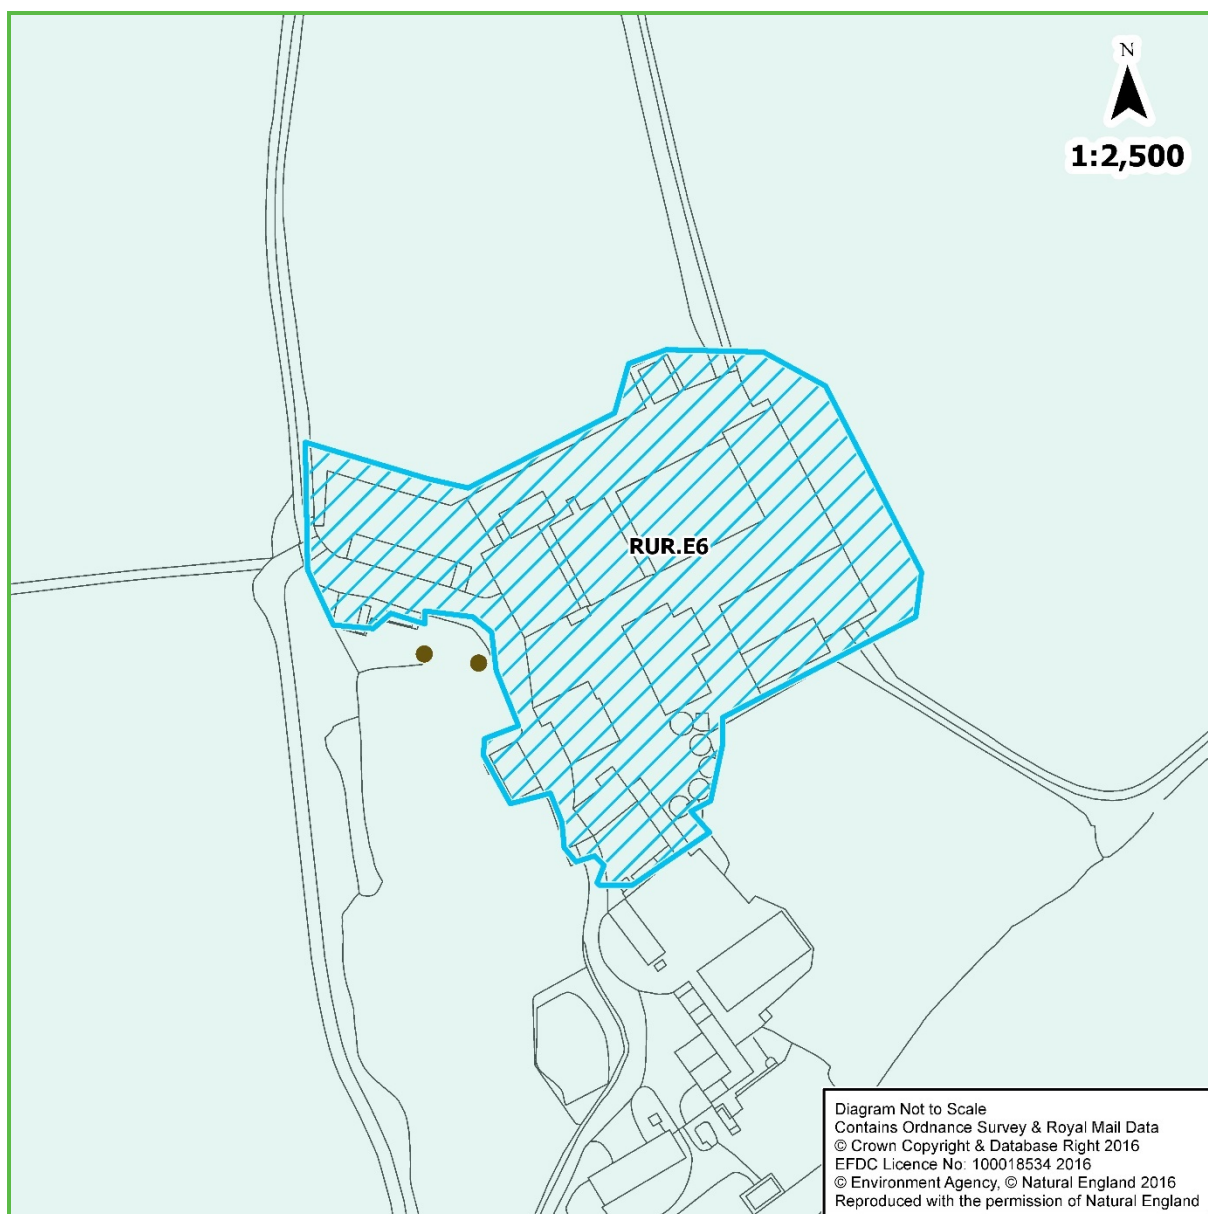 N
1:2,500
RUR.E6
Diagram Not to Scale
Contains Ordnance Survey & Royal Mail Data
© Crown Copyright & Database Right 2016
EFDC Licence No: 100018534 2016
© Environment Agency, © Natural England 2016
Reproduced with the permission of Natural England